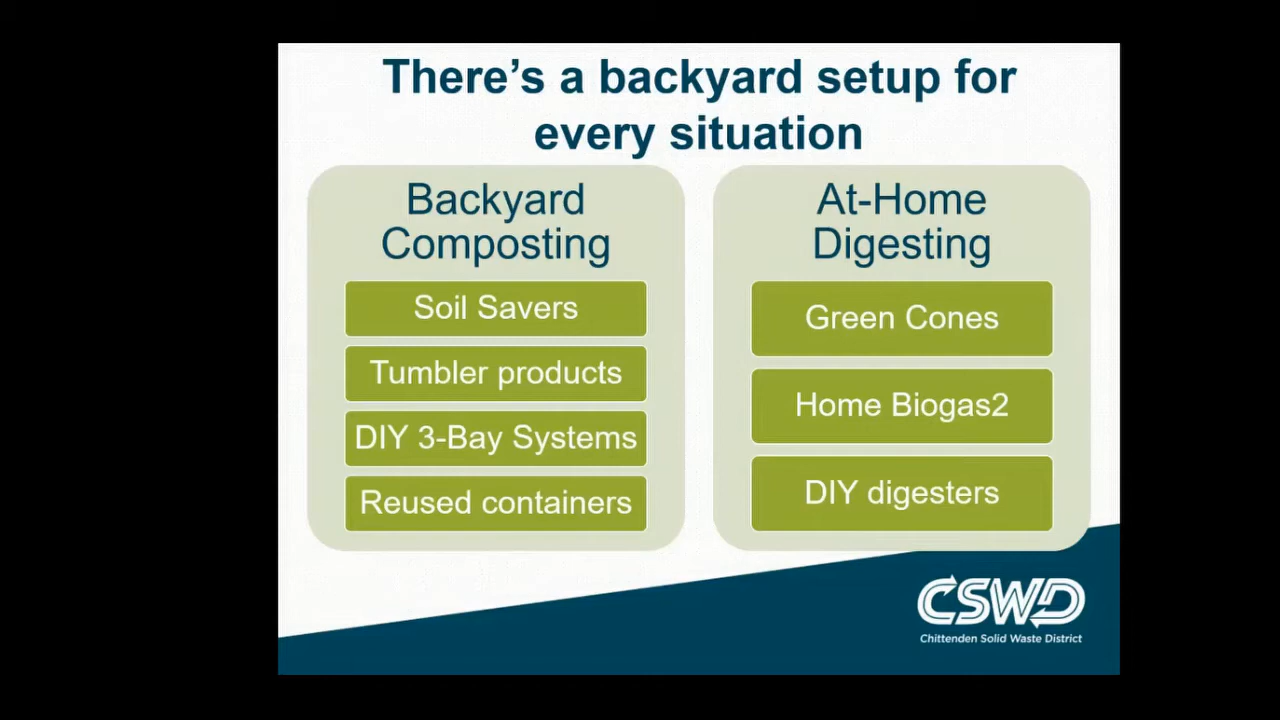 There's a backyard setup for
every situation
Backyard
Composting
Soil Savers
Tumbler products
DIY 3-Bay Systems
Reused containers
At-Home
Digesting
Green Cones
Home Biogas2
DIY digesters
CSWD
Chittenden Solid Waste District